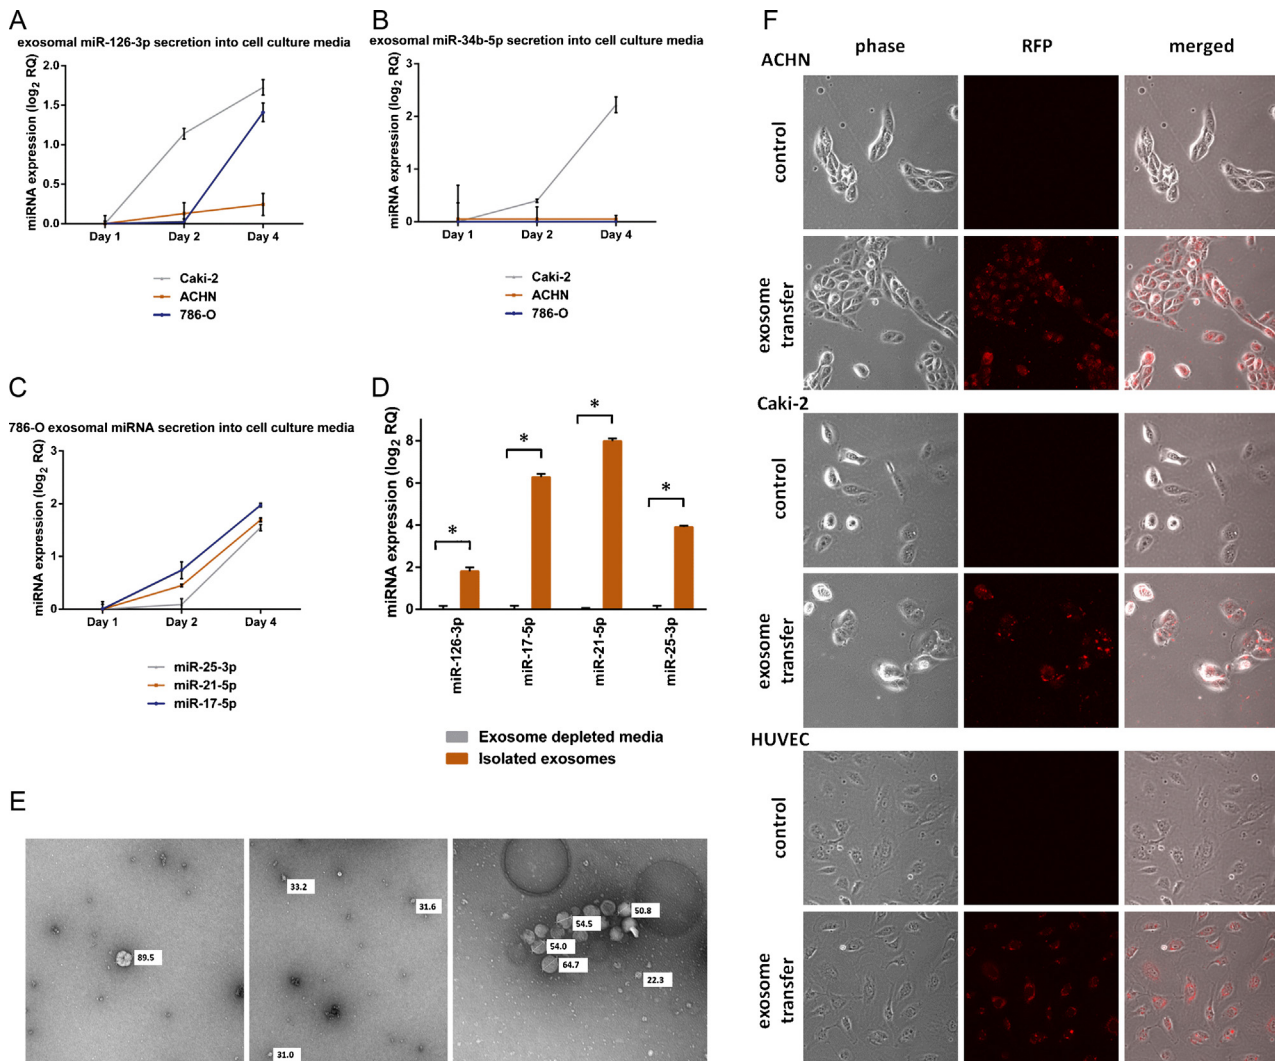 A
exosomal miR-126-3p secretion into cell culture media
miRNA expression (log2 RQ)
2.0
1.5
1.0
0.5
0.0
Day 1
Day 2
Day 4
Caki-2
ACHN
786-O
B
exosomal miR-34b-5p secretion into cell culture media
miRNA expression (log2 RQ)
3
2
1
0
Day 1
Day 2
Day 4
Caki-2
ACHN
786-O
C
786-O exosomal miRNA secretion into cell culture media
miRNA expression (log2 RQ)
3
2
1
0
Day 1
Day 2
Day 4
miR-25-3p
miR-21-5p
miR-17-5p
D
miRNA expression (log2 RQ)
8
6
4
2
0
*
*
*
*
miR-126-3p
miR-17-5p
miR-21-5p
miR-25-3p
Exosome depleted media
Isolated exosomes
E
89.5
33.2
31.6
31.0
54.5
50.8
54.0
64.7
22.3
F
phase
RFP
merged
ACHN
control
exosome
transfer
Caki-2
control
exosome
transfer
HUVEC
control
exosome
transfer